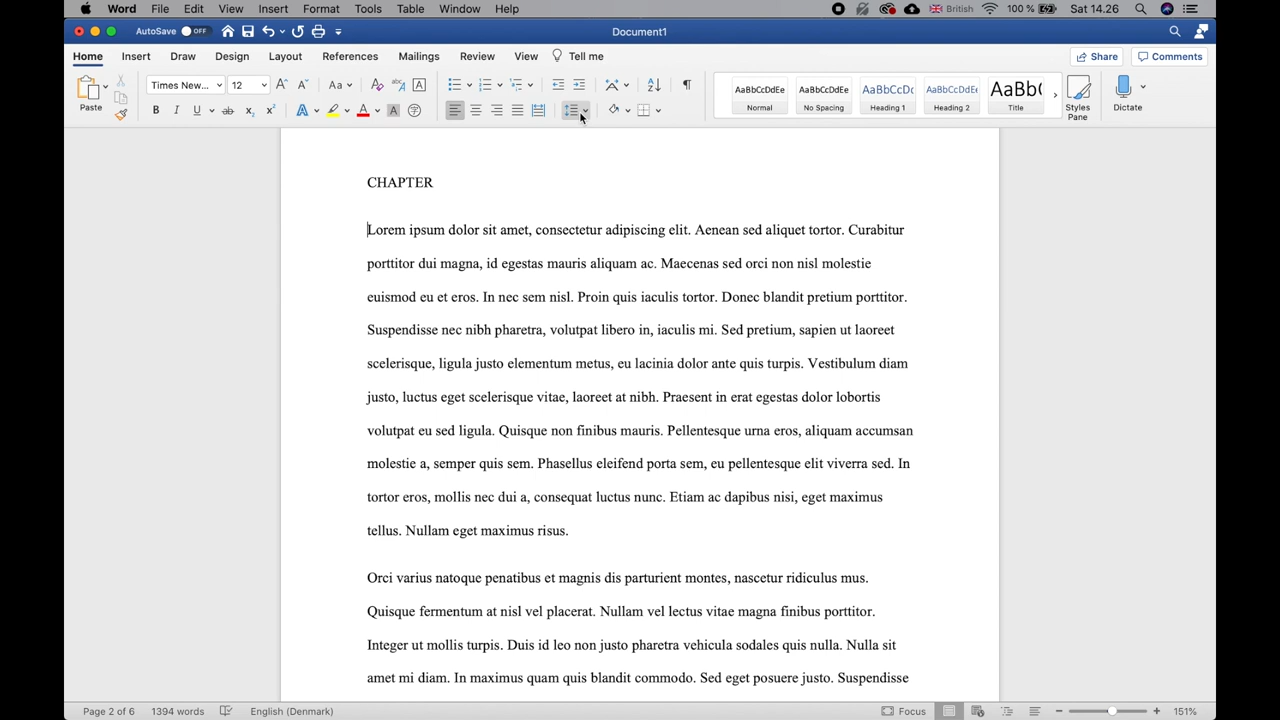 Word File Edit View Insert Format Tools Table Window Help British 100 % Sat 14.26
AutoSave OFF Document1
Home Insert Draw Design Layout References Mailings Review View Tell me Share Comments
Paste Times New... 12 Aa A
B I U ab x₂ x² A A A
AaBbCcDdEe AaBbCcDdEe AaBbCcDc AaBbCcDdEe AaBb(
Normal No Spacing Heading 1 Heading 2 Title Styles Pane Dictate
CHAPTER
Lorem ipsum dolor sit amet, consectetur adipiscing elit. Aenean sed aliquet tortor. Curabitur
porttitor dui magna, id egestas mauris aliquam ac. Maecenas sed orci non nisl molestie
euismod eu et eros. In nec sem nisl. Proin quis iaculis tortor. Donec blandit pretium porttitor.
Suspendisse nec nibh pharetra, volutpat libero in, iaculis mi. Sed pretium, sapien ut laoreet
scelerisque, ligula justo elementum metus, eu lacinia dolor ante quis turpis. Vestibulum diam
justo, luctus eget scelerisque vitae, laoreet at nibh. Praesent in erat egestas dolor lobortis
volutpat eu sed ligula. Quisque non finibus mauris. Pellentesque urna eros, aliquam accumsan
molestie a, semper quis sem. Phasellus eleifend porta sem, eu pellentesque elit viverra sed. In
tortor eros, mollis nec dui a, consequat luctus nunc. Etiam ac dapibus nisi, eget maximus
tellus. Nullam eget maximus risus.
Orci varius natoque penatibus et magnis dis parturient montes, nascetur ridiculus mus.
Quisque fermentum at nisl vel placerat. Nullam vel lectus vitae magna finibus porttitor.
Integer ut mollis turpis. Duis id leo non justo pharetra vehicula sodales quis nulla. Nulla sit
amet mi diam. In maximus quam quis blandit commodo. Sed eget posuere justo. Suspendisse
Page 2 of 6 1394 words English (Denmark) Focus 151%